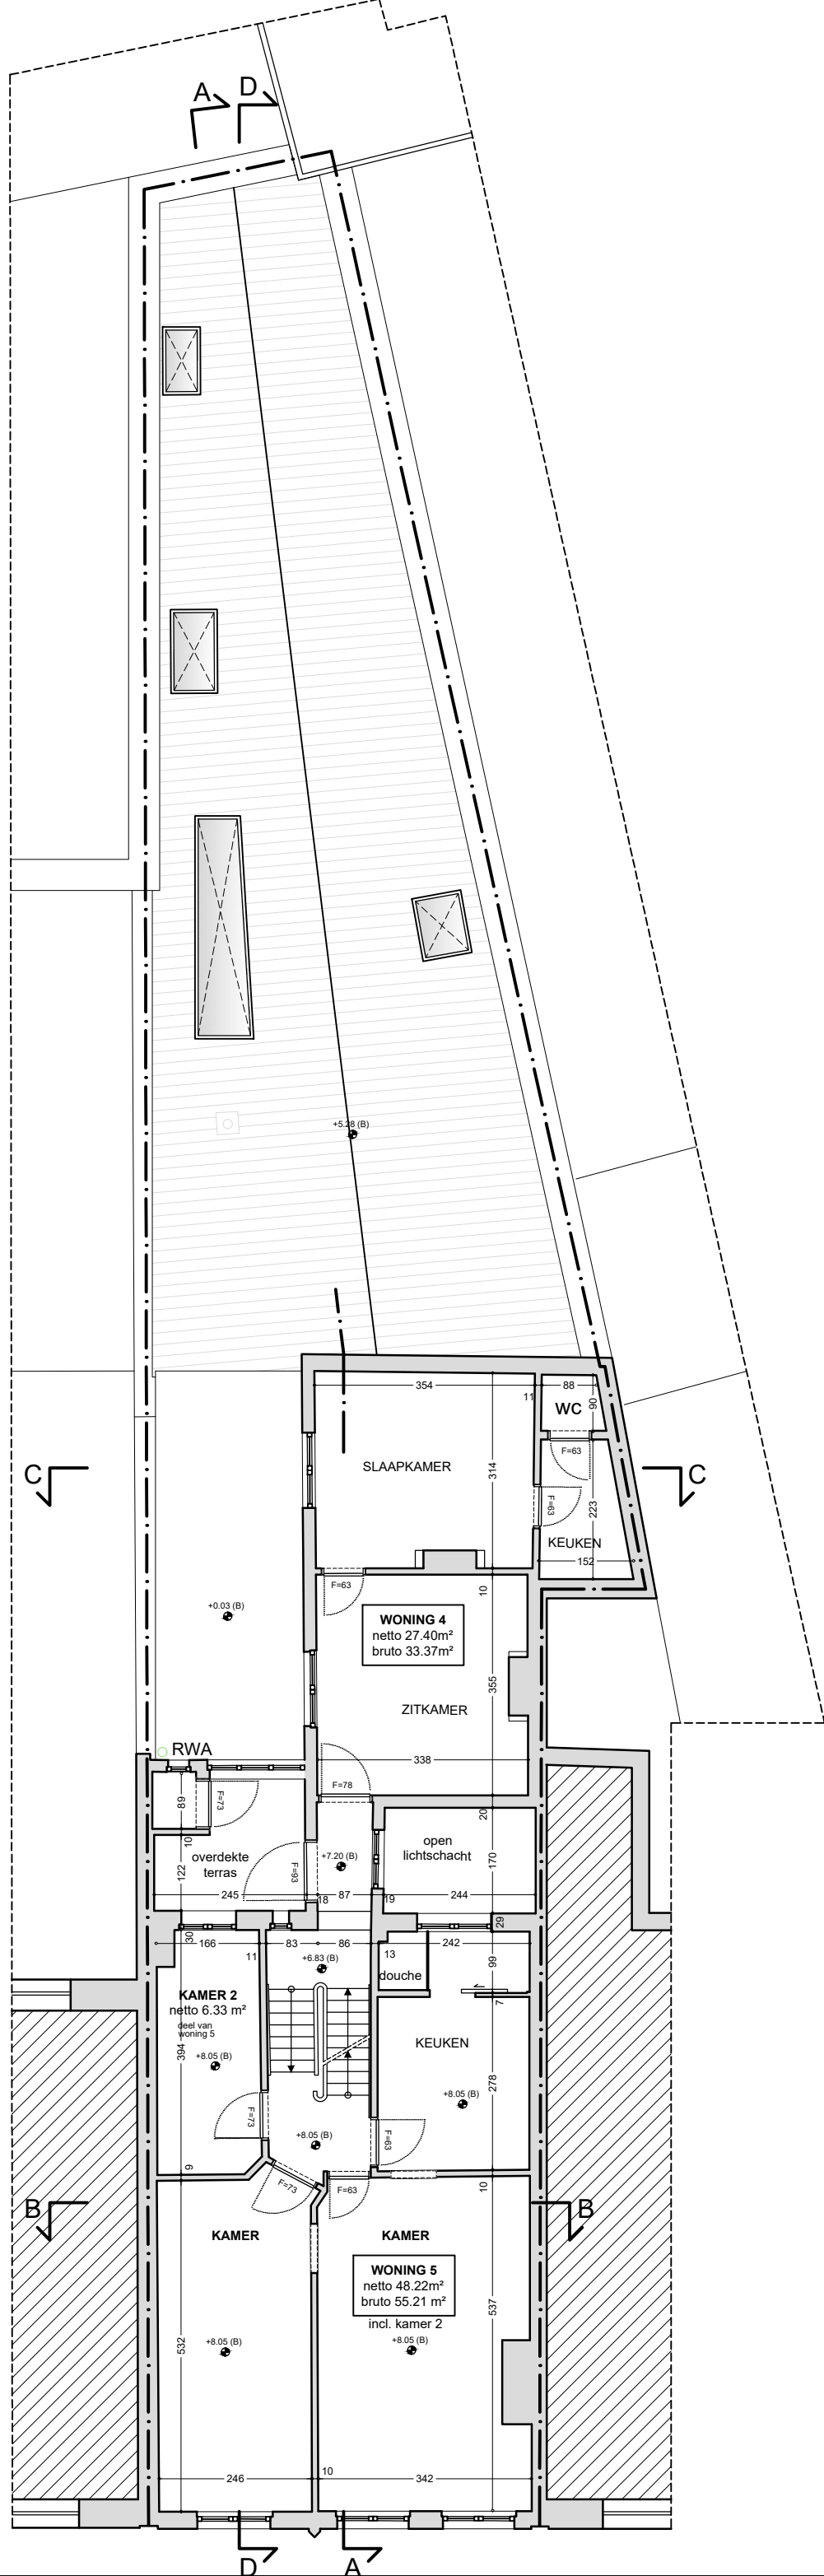 A
D
+5.28 (B)
354
11
88
WC
90
F=63
C
C
SLAAPKAMER
314
F=63
223
KEUKEN
152
F=63
10
+0.03 (B)
WONING 4
netto 27.40m²
bruto 33.37m²
355
ZITKAMER
RWA
338
F=78
89
F=73
20
10
open
lichtschacht
overdekte
terras
+7.20 (B)
170
122
F=93
245
18
87
19
244
29
30
166
11
83
86
13
242
99
+6.83 (B)
douche
KAMER 2
netto 6.33 m²
deel van
woning 5
7
394
KEUKEN
+8.05 (B)
278
+8.05 (B)
F=73
+8.05 (B)
F=63
9
F=73
F=63
10
B
B
KAMER
KAMER
WONING 5
netto 48.22m²
bruto 55.21 m²
incl. kamer 2
537
532
+8.05 (B)
+8.05 (B)
246
10
342
D
A